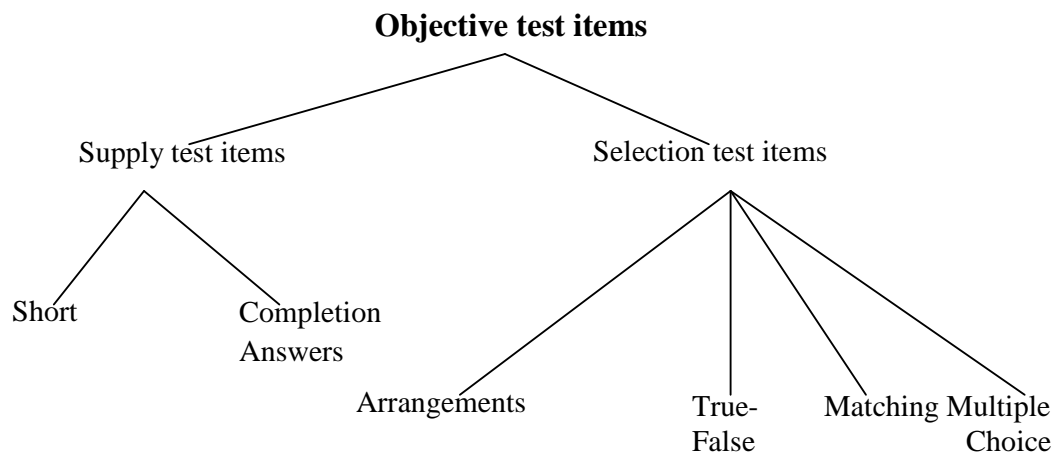 Objective test items
Supply test items
Selection test items
Short
Completion
Answers
Arrangements
True-
False
Matching Multiple
Choice